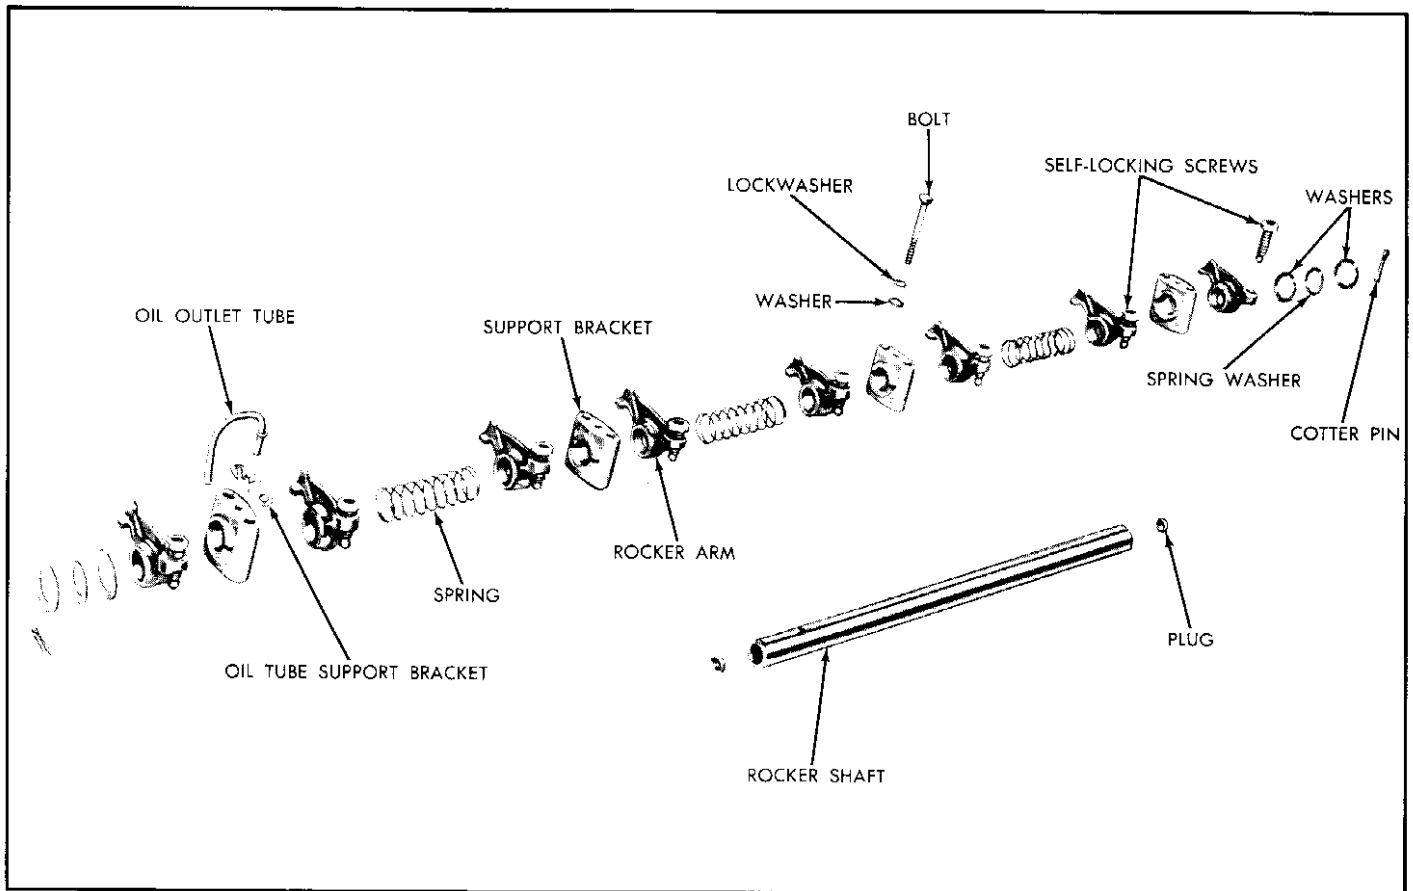 BOLT
SELF-LOCKING SCREWS
LOCKWASHER
WASHERS
WASHER
OIL OUTLET TUBE
SUPPORT BRACKET
SPRING WASHER
COTTER PIN
ROCKER ARM
SPRING
PLUG
OIL TUBE SUPPORT BRACKET
ROCKER SHAFT